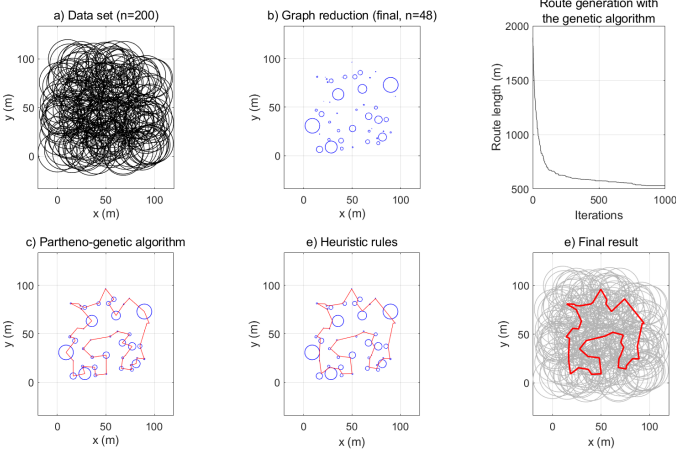 a) Data set (n=200)
100
50
0
y (m)
0 50 100
x (m)
b) Graph reduction (final, n=48)
100
50
0
y (m)
0 50 100
x (m)
Route generation with
the genetic algorithm
2000
1500
1000
500
Route length (m)
0 500 1000
Iterations
c) Partheno-genetic algorithm
100
50
0
y (m)
0 50 100
x (m)
e) Heuristic rules
100
50
0
y (m)
0 50 100
x (m)
e) Final result
100
50
0
y (m)
0 50 100
x (m)